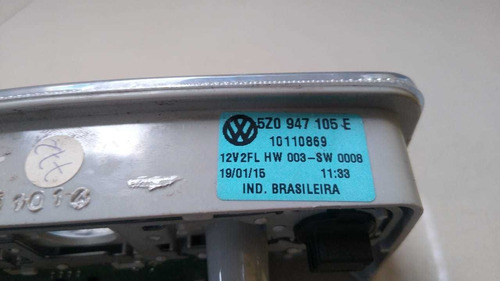 5Z0 947 105 E
10110869
12V2FL HW 003-SW 0008
19/01/15 11:33
IND. BRASILEIRA